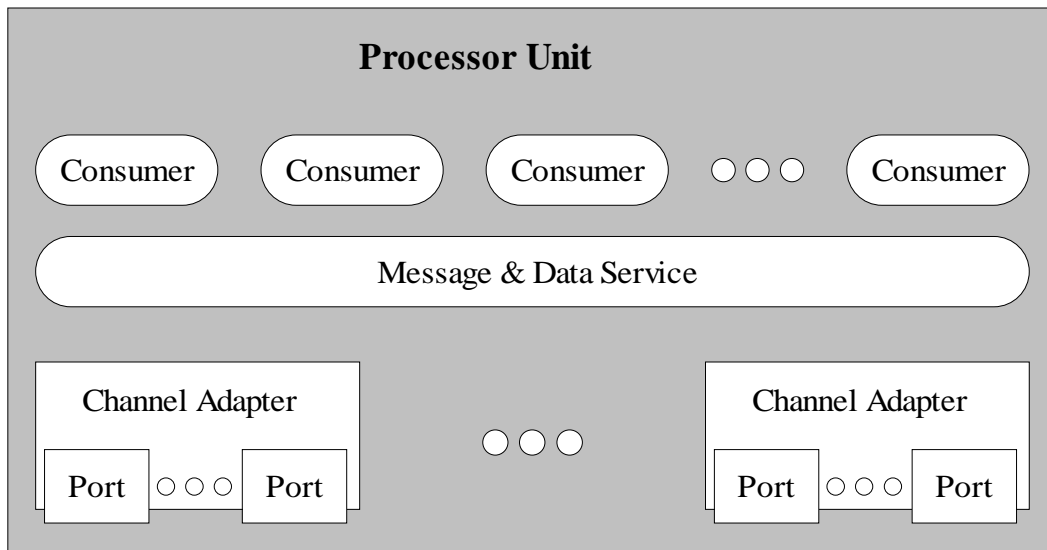 Processor Unit
Consumer Consumer Consumer Consumer
Message & Data Service
Channel Adapter Channel Adapter
Port Port Port Port